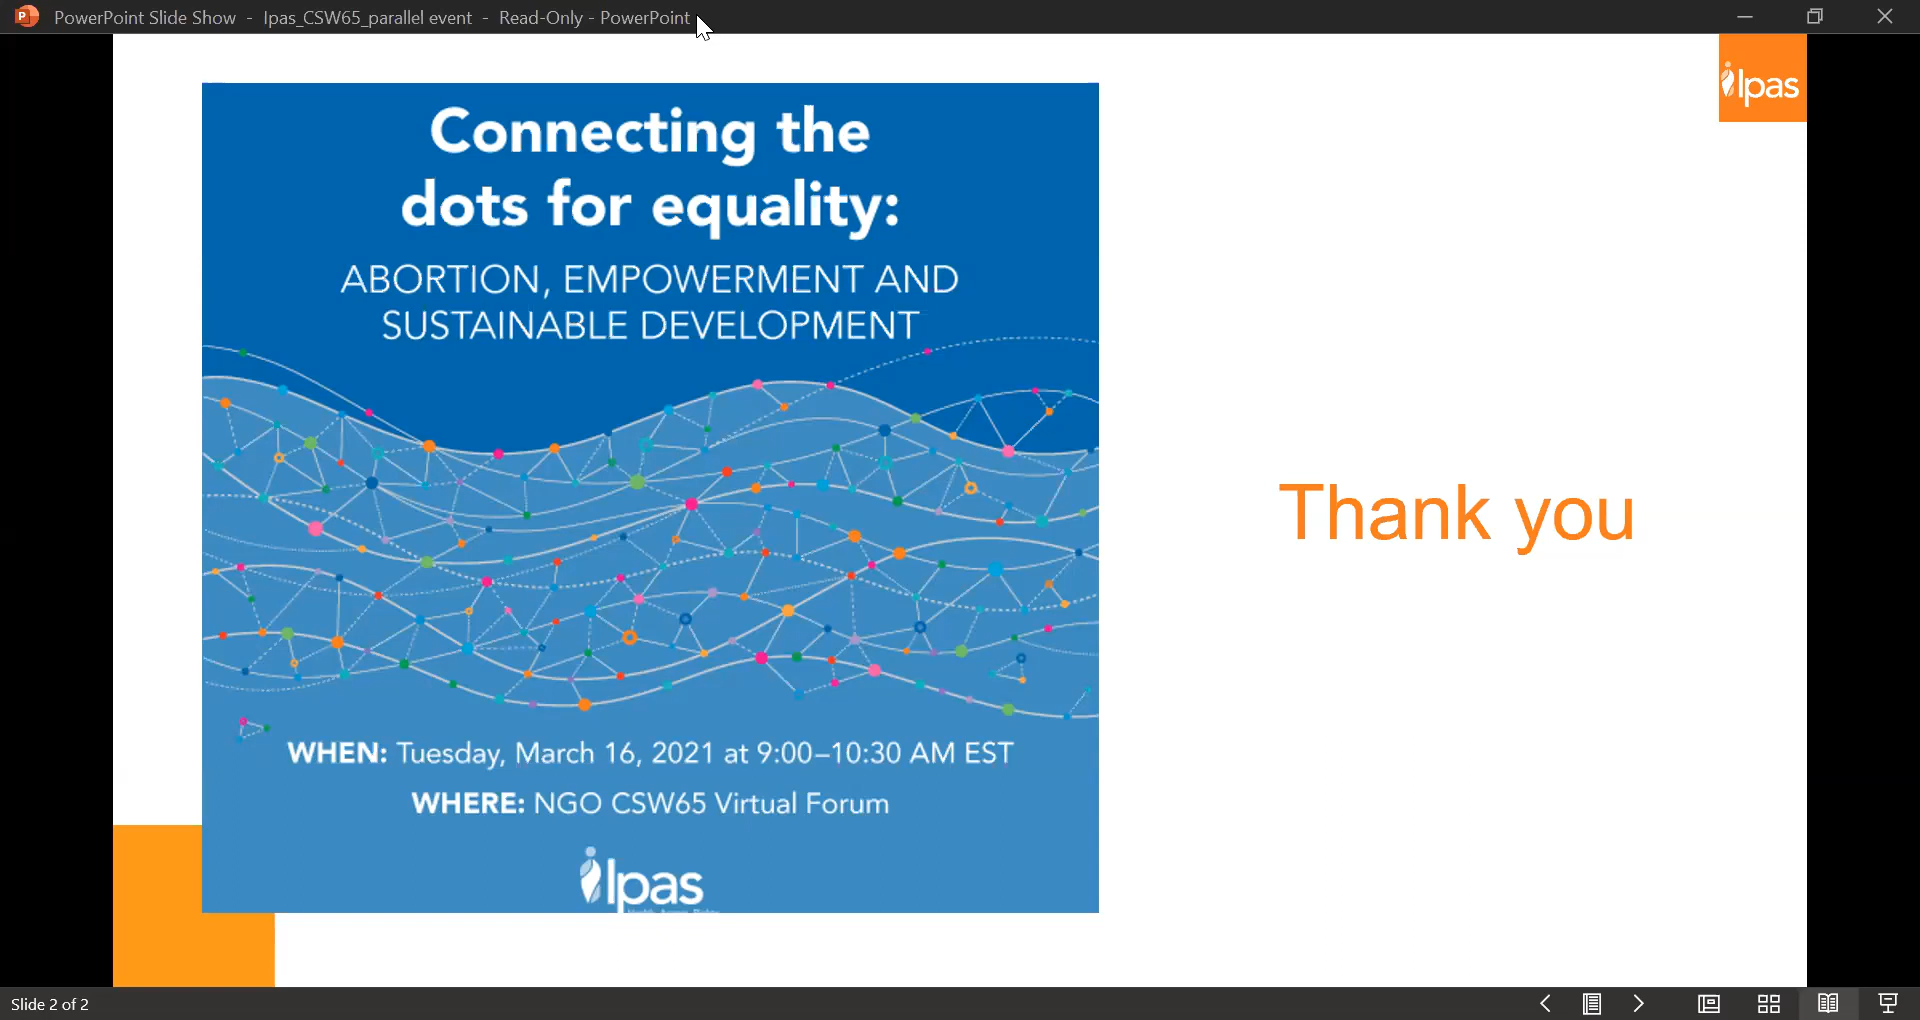 PowerPoint Slide Show - Ipas_CSW65_parallel event - Read-Only - PowerPoint
Ipas
Connecting the
dots for equality:
ABORTION, EMPOWERMENT AND
SUSTAINABLE DEVELOPMENT
Thank you
WHEN: Tuesday, March 16, 2021 at 9:00–10:30 AM EST
WHERE: NGO CSW65 Virtual Forum
Ipas
Slide 2 of 2